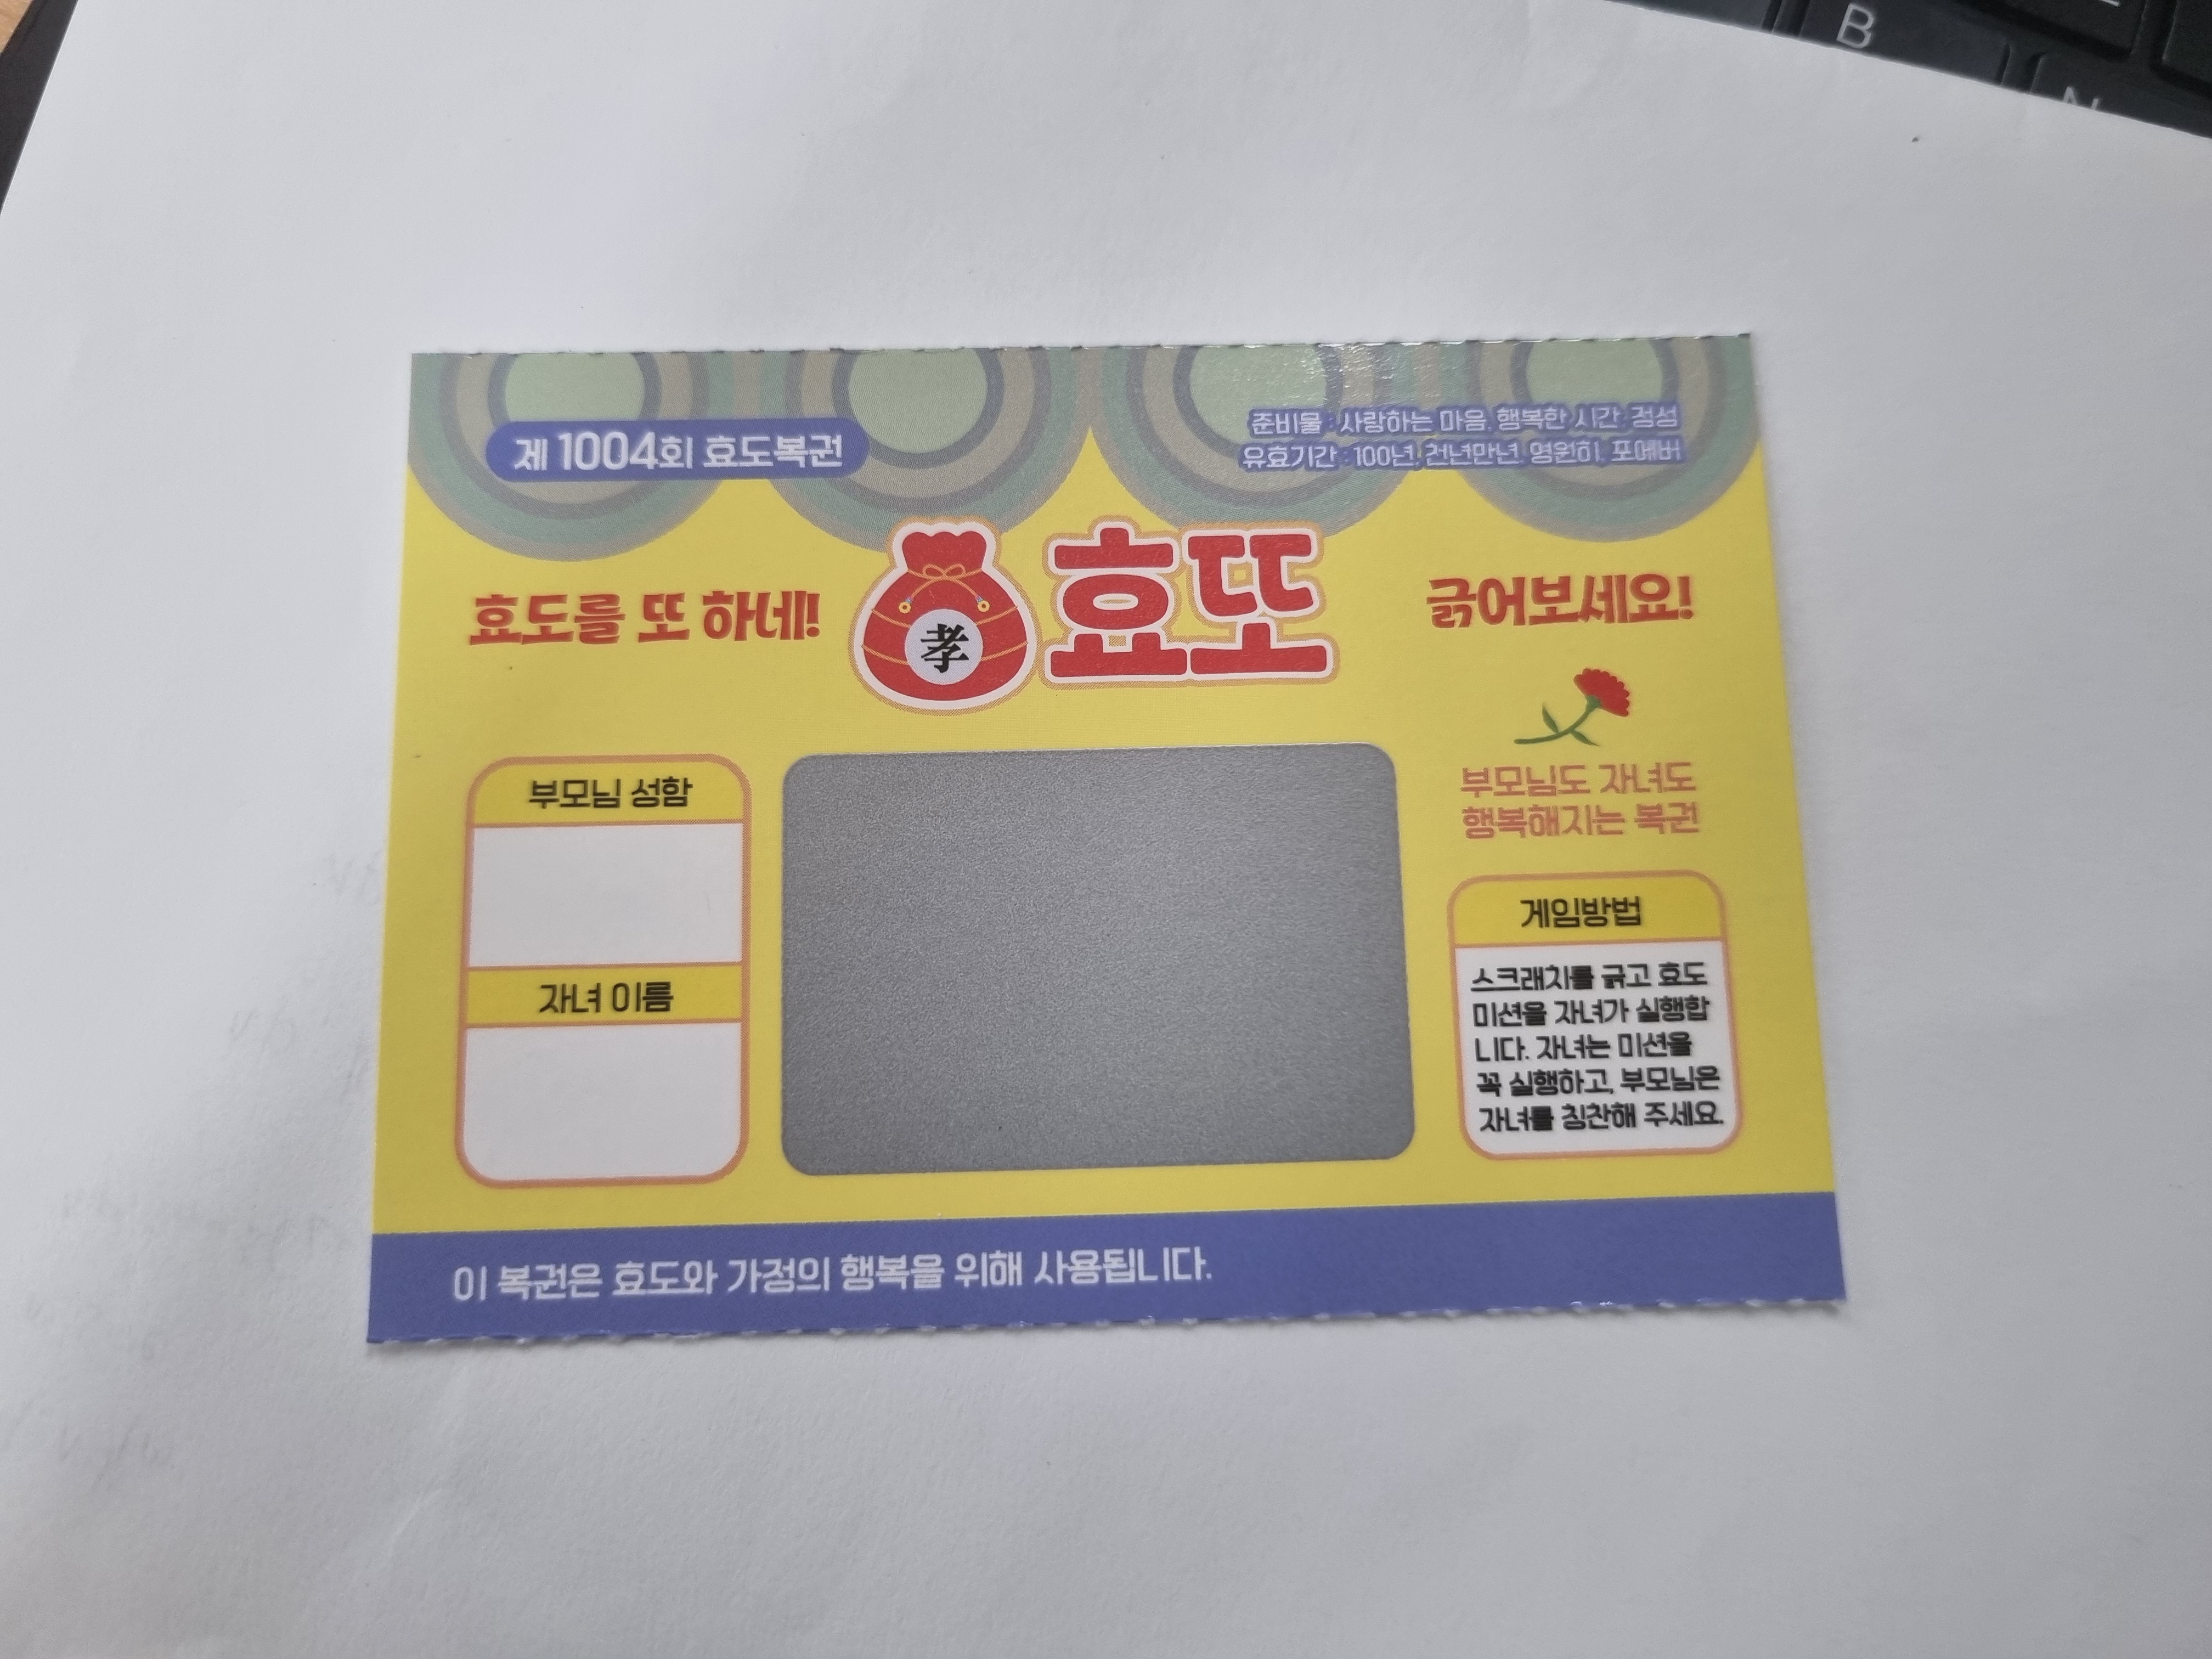 제 1004회 효도복권
준비물 : 사랑하는 마음, 행복한 시간, 정성
유효기간 : 100년, 천년만년, 영원히, 포에버
효도를 또 하네!
孝
효또
긁어보세요!
부모님 성함
자녀 이름
부모님도 자녀도
행복해지는 복권
게임방법
스크래치를 긁고 효도
미션을 자녀가 실행합
니다. 자녀는 미션을
꼭 실행하고, 부모님은
자녀를 칭찬해 주세요.
이 복권은 효도와 가정의 행복을 위해 사용됩니다.
B
N